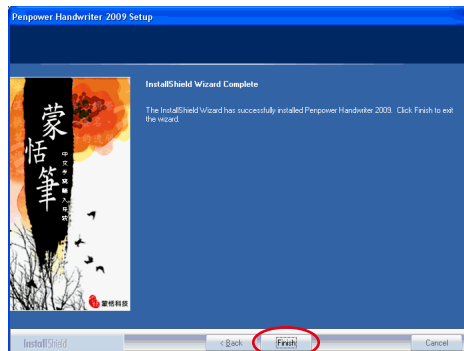 Penpower Handwriter 2009 Setup
InstallShield Wizard Complete
The InstallShield Wizard has successfully installed Penpower Handwriter 2009. Click Finish to exit
the wizard.
蒙恬筆
中文手寫輸入系統
蒙恬科技
InstallShield
< Back
Finish
Cancel